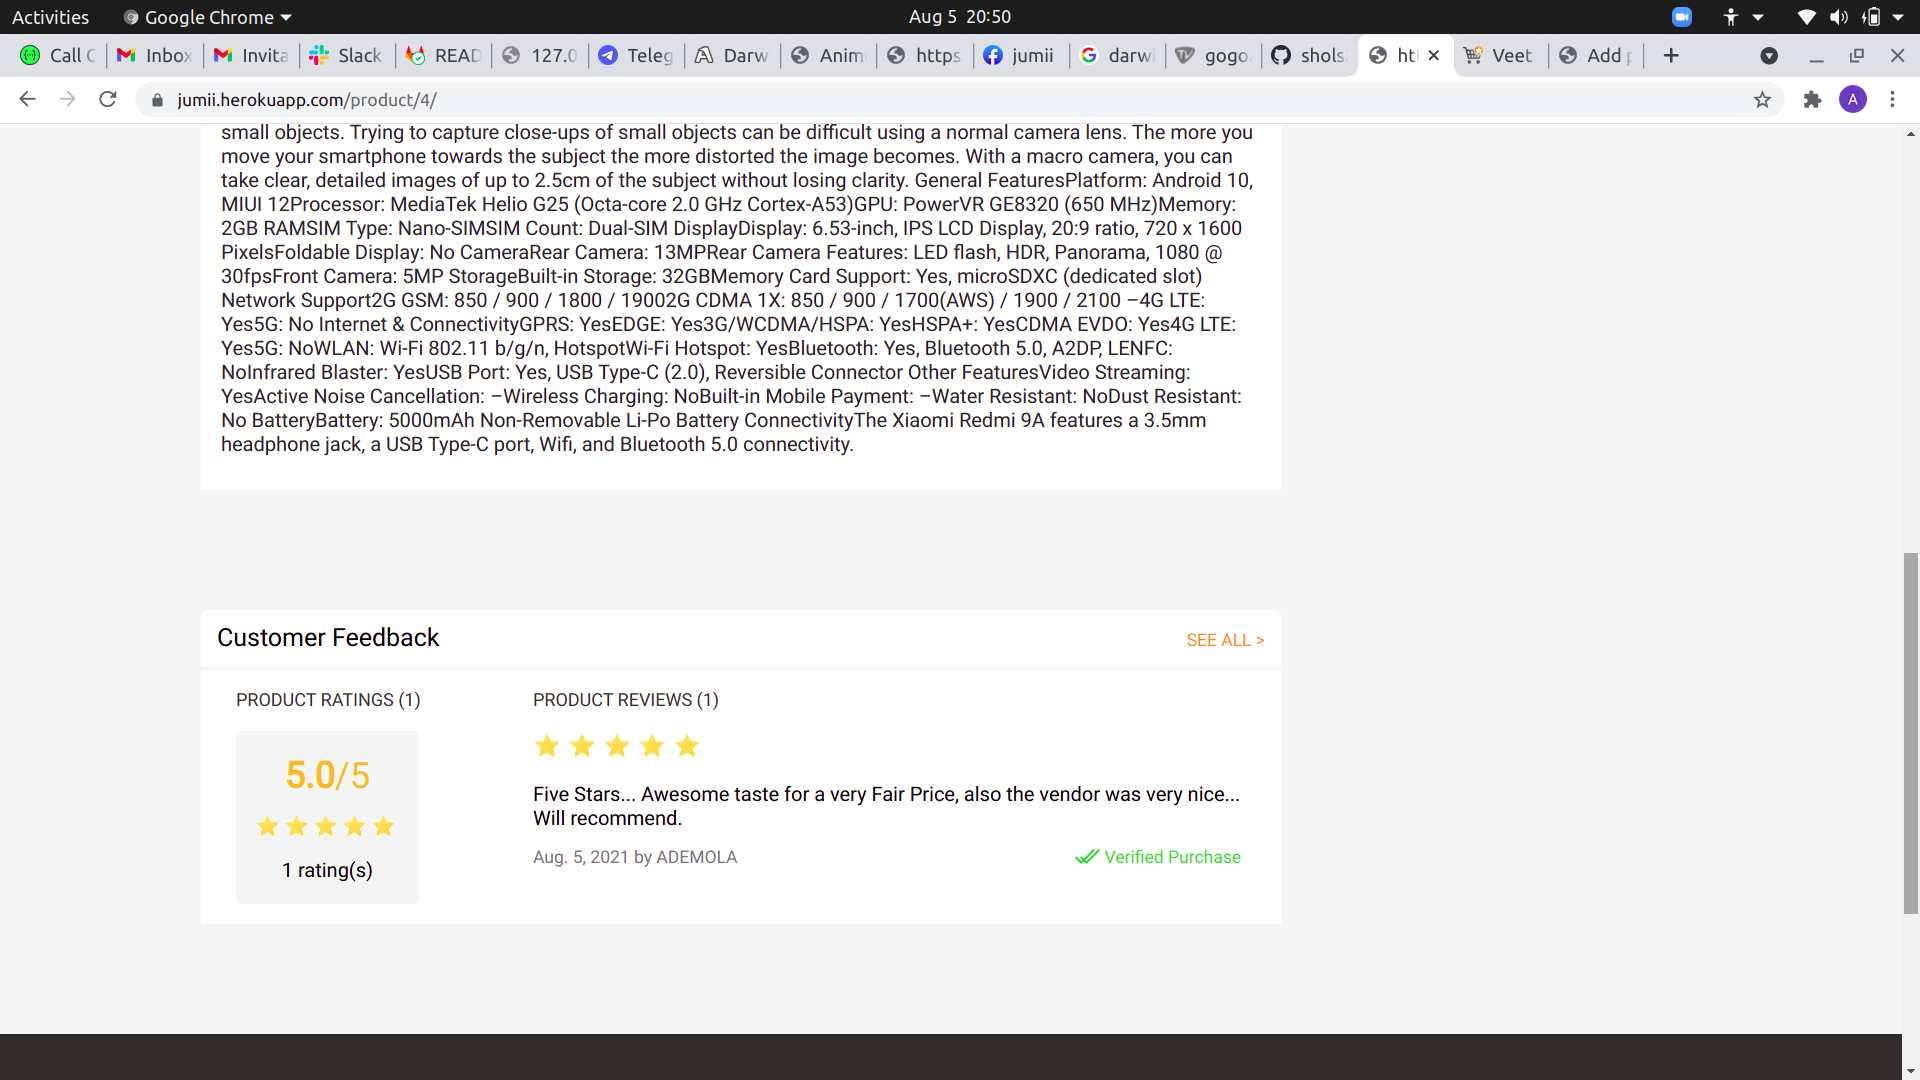 Activities
Google Chrome
Aug 5 20:50
Call C
Inbox
Invita
Slack
READ
127.0
Teleg
Darw
Anim
https
jumii
darwi
gogo
shols
ht
Veet
Add p
jumii.herokuapp.com/product/4/
A
small objects. Trying to capture close-ups of small objects can be difficult using a normal camera lens. The more you
move your smartphone towards the subject the more distorted the image becomes. With a macro camera, you can
take clear, detailed images of up to 2.5cm of the subject without losing clarity. General FeaturesPlatform: Android 10,
MIUI 12Processor: MediaTek Helio G25 (Octa-core 2.0 GHz Cortex-A53)GPU: PowerVR GE8320 (650 MHz)Memory:
2GB RAMSIM Type: Nano-SIMSIM Count: Dual-SIM DisplayDisplay: 6.53-inch, IPS LCD Display, 20:9 ratio, 720 x 1600
PixelsFoldable Display: No CameraRear Camera: 13MPRear Camera Features: LED flash, HDR, Panorama, 1080 @
30fpsFront Camera: 5MP StorageBuilt-in Storage: 32GBMemory Card Support: Yes, microSDXC (dedicated slot)
Network Support2G GSM: 850 / 900 / 1800 / 19002G CDMA 1X: 850 / 900 / 1700(AWS) / 1900 / 2100 –4G LTE:
Yes5G: No Internet & ConnectivityGPRS: YesEDGE: Yes3G/WCDMA/HSPA: YesHSPA+: YesCDMA EVDO: Yes4G LTE:
Yes5G: NoWLAN: Wi-Fi 802.11 b/g/n, HotspotWi-Fi Hotspot: YesBluetooth: Yes, Bluetooth 5.0, A2DP, LENFC:
NoInfrared Blaster: YesUSB Port: Yes, USB Type-C (2.0), Reversible Connector Other FeaturesVideo Streaming:
YesActive Noise Cancellation: –Wireless Charging: NoBuilt-in Mobile Payment: –Water Resistant: NoDust Resistant:
No BatteryBattery: 5000mAh Non-Removable Li-Po Battery ConnectivityThe Xiaomi Redmi 9A features a 3.5mm
headphone jack, a USB Type-C port, Wifi, and Bluetooth 5.0 connectivity.
Customer Feedback
SEE ALL >
PRODUCT RATINGS (1)
5.0/5
1 rating(s)
PRODUCT REVIEWS (1)
Five Stars... Awesome taste for a very Fair Price, also the vendor was very nice...
Will recommend.
Aug. 5, 2021 by ADEMOLA
Verified Purchase